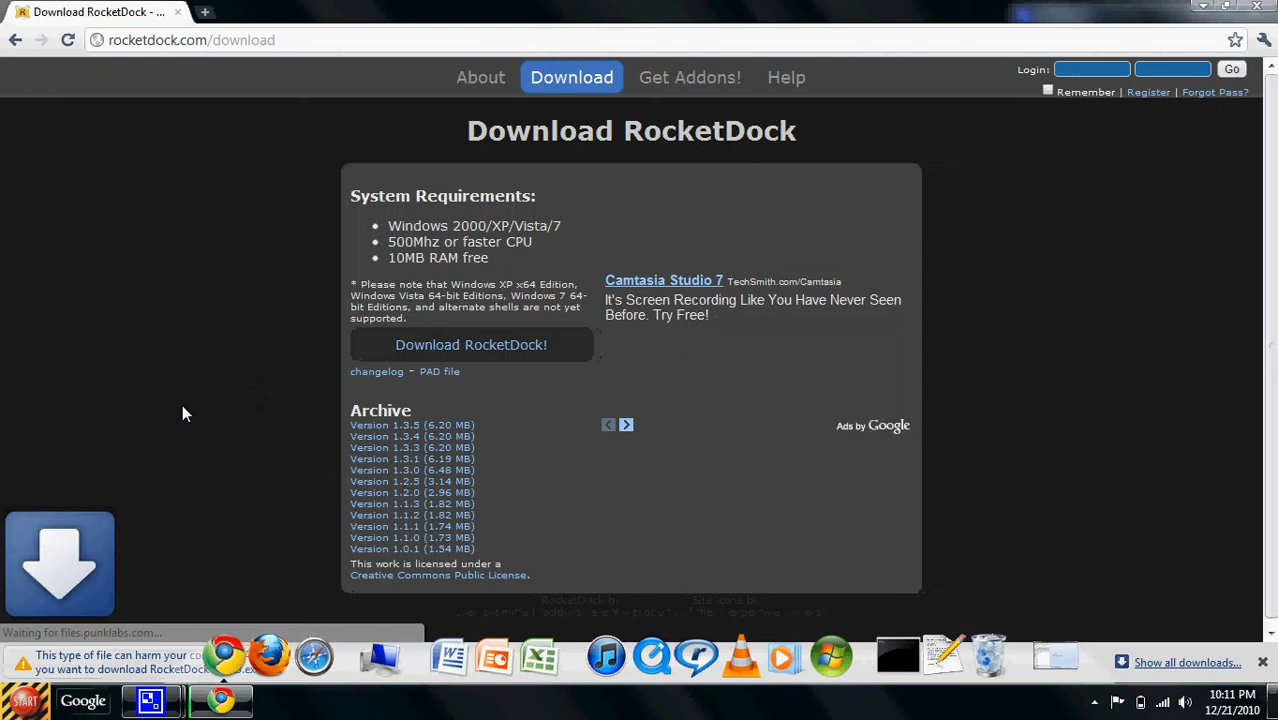 Download RocketDock - ...
rocketdock.com/download
About Download Get Addons! Help
Login: Go
Remember | Register | Forgot Pass?
Download RocketDock
System Requirements:
Windows 2000/XP/Vista/7
500Mhz or faster CPU
10MB RAM free
* Please note that Windows XP x64 Edition,
Windows Vista 64-bit Editions, Windows 7 64-
bit Editions, and alternate shells are not yet
supported.
Camtasia Studio 7 TechSmith.com/Camtasia
It's Screen Recording Like You Have Never Seen
Before. Try Free!
Download RocketDock!
changelog - PAD file
Archive
Version 1.3.5 (6.20 MB)
Version 1.3.4 (6.20 MB)
Version 1.3.3 (6.20 MB)
Version 1.3.1 (6.19 MB)
Version 1.3.0 (6.48 MB)
Version 1.2.5 (3.14 MB)
Version 1.2.0 (2.96 MB)
Version 1.1.3 (1.82 MB)
Version 1.1.2 (1.82 MB)
Version 1.1.1 (1.74 MB)
Version 1.1.0 (1.73 MB)
Version 1.0.1 (1.54 MB)
Ads by Google
This work is licensed under a
Creative Commons Public License.
RocketDock b Site icons by
Waiting for files.punklabs.com...
This type of file can harm your co
you want to download RocketDock
Show all downloads...
START Google
10:11 PM
12/21/2010